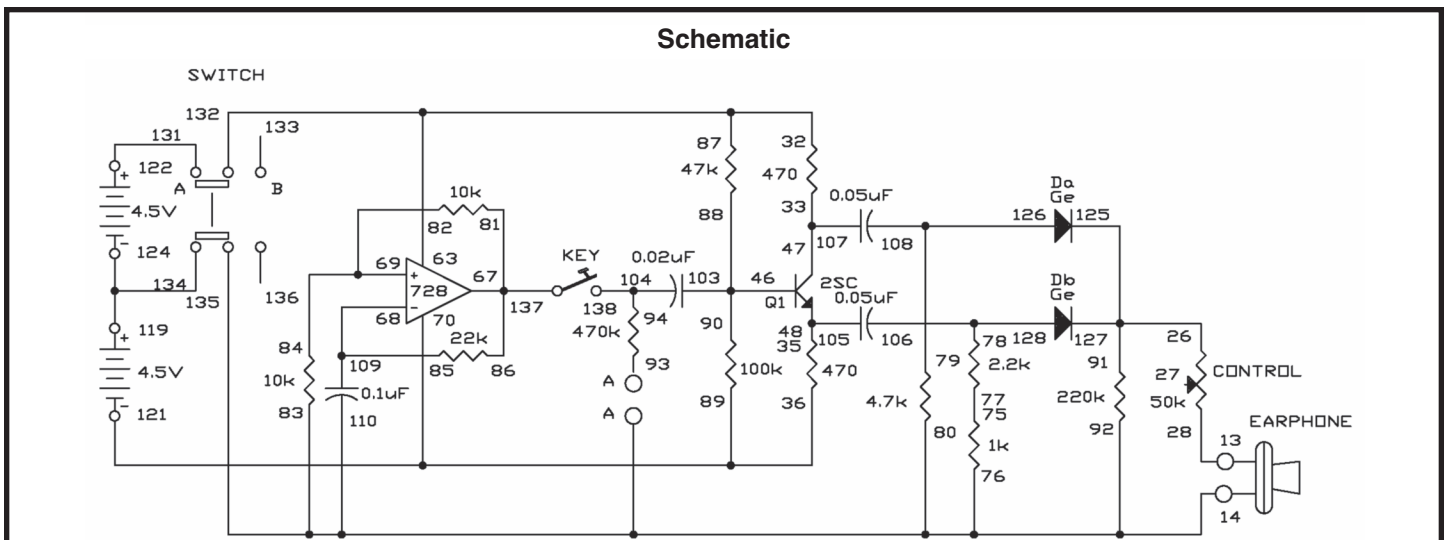 Schematic
SWITCH
132
133
131
122
+
A
B
4.5V
-
124
134
135
136
119
+
4.5V
-
121
10k
82
81
69
+
63
67
728
-
68
70
22k
84
109
85
86
10k
0.1uF
83
110
KEY
137
138
104
0.02uF
103
470k
94
93
A
A
87
47k
88
46
90
100k
89
32
470
33
47
107
0.05uF
108
2SC
Q1
0.05uF
48
35
105
106
470
36
79
78
2.2k
4.7k
77
75
80
1k
76
Da
Ge
126
125
Db
Ge
128
127
91
220k
92
26
27
CONTROL
50k
28
EARPHONE
13
14